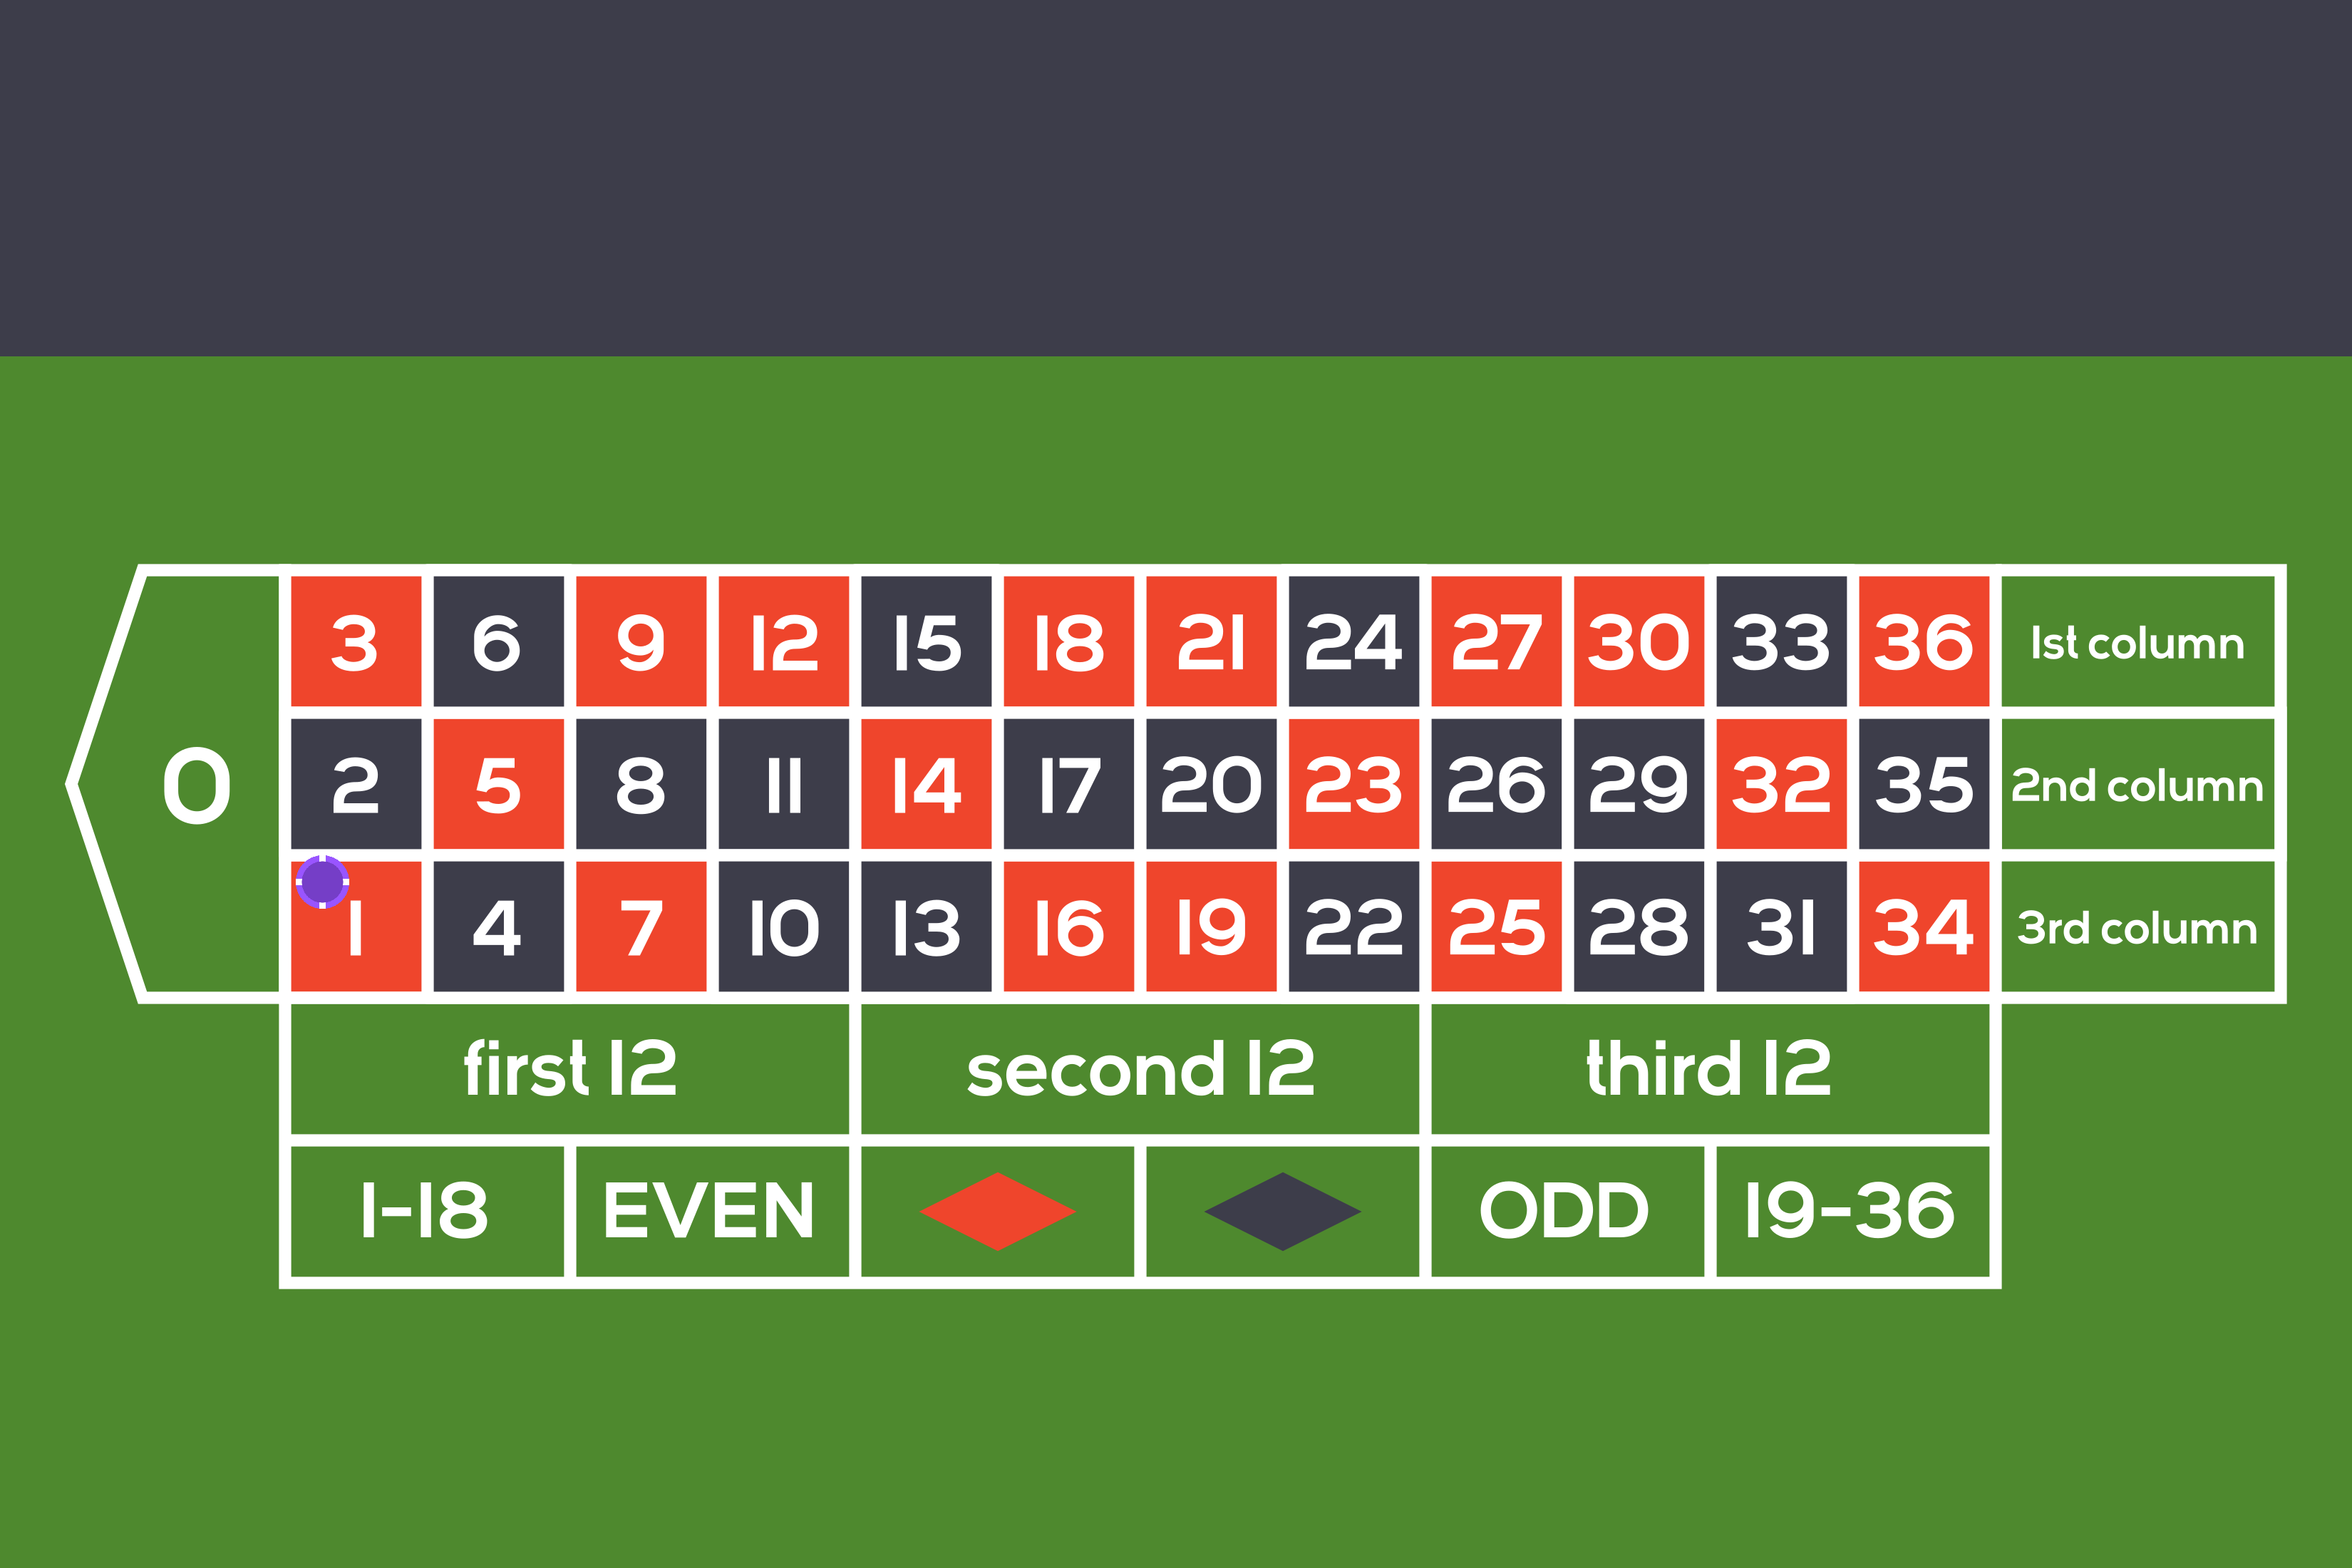 3 6 9 12 15 18 21 24 27 30 33 36 1st column
0 2 5 8 11 14 17 20 23 26 29 32 35 2nd column
1 4 7 10 13 16 19 22 25 28 31 34 3rd column
first 12 second 12 third 12
1-18 EVEN ODD 19-36